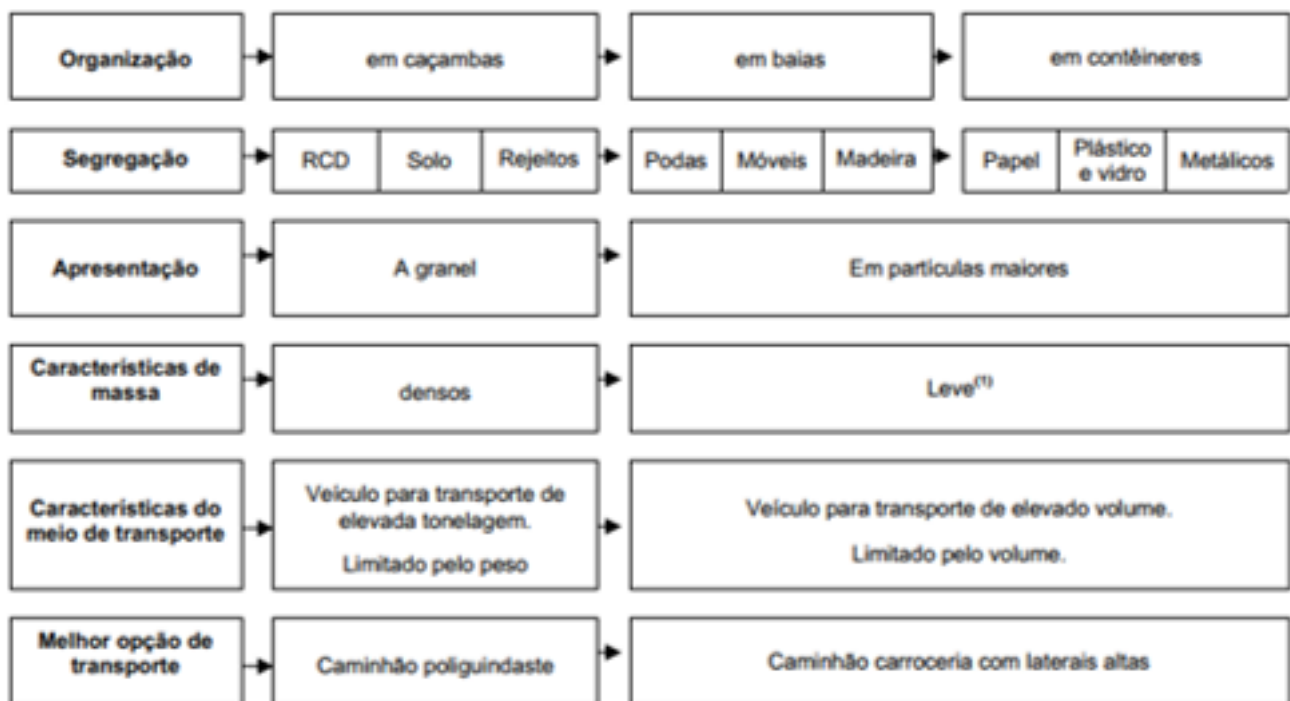 Organização
em caçambas
em baias
em contêineres
Segregação
RCD
Solo
Rejeitos
Podas
Móveis
Madeira
Papel
Plástico
e vidro
Metálicos
Apresentação
A granel
Em partículas maiores
Características de
massa
densos
Leve(1)
Características do
meio de transporte
Veículo para transporte de
elevada tonelagem.
Limitado pelo peso
Veículo para transporte de elevado volume.
Limitado pelo volume.
Melhor opção de
transporte
Caminhão poliguindaste
Caminhão carroceria com laterais altas